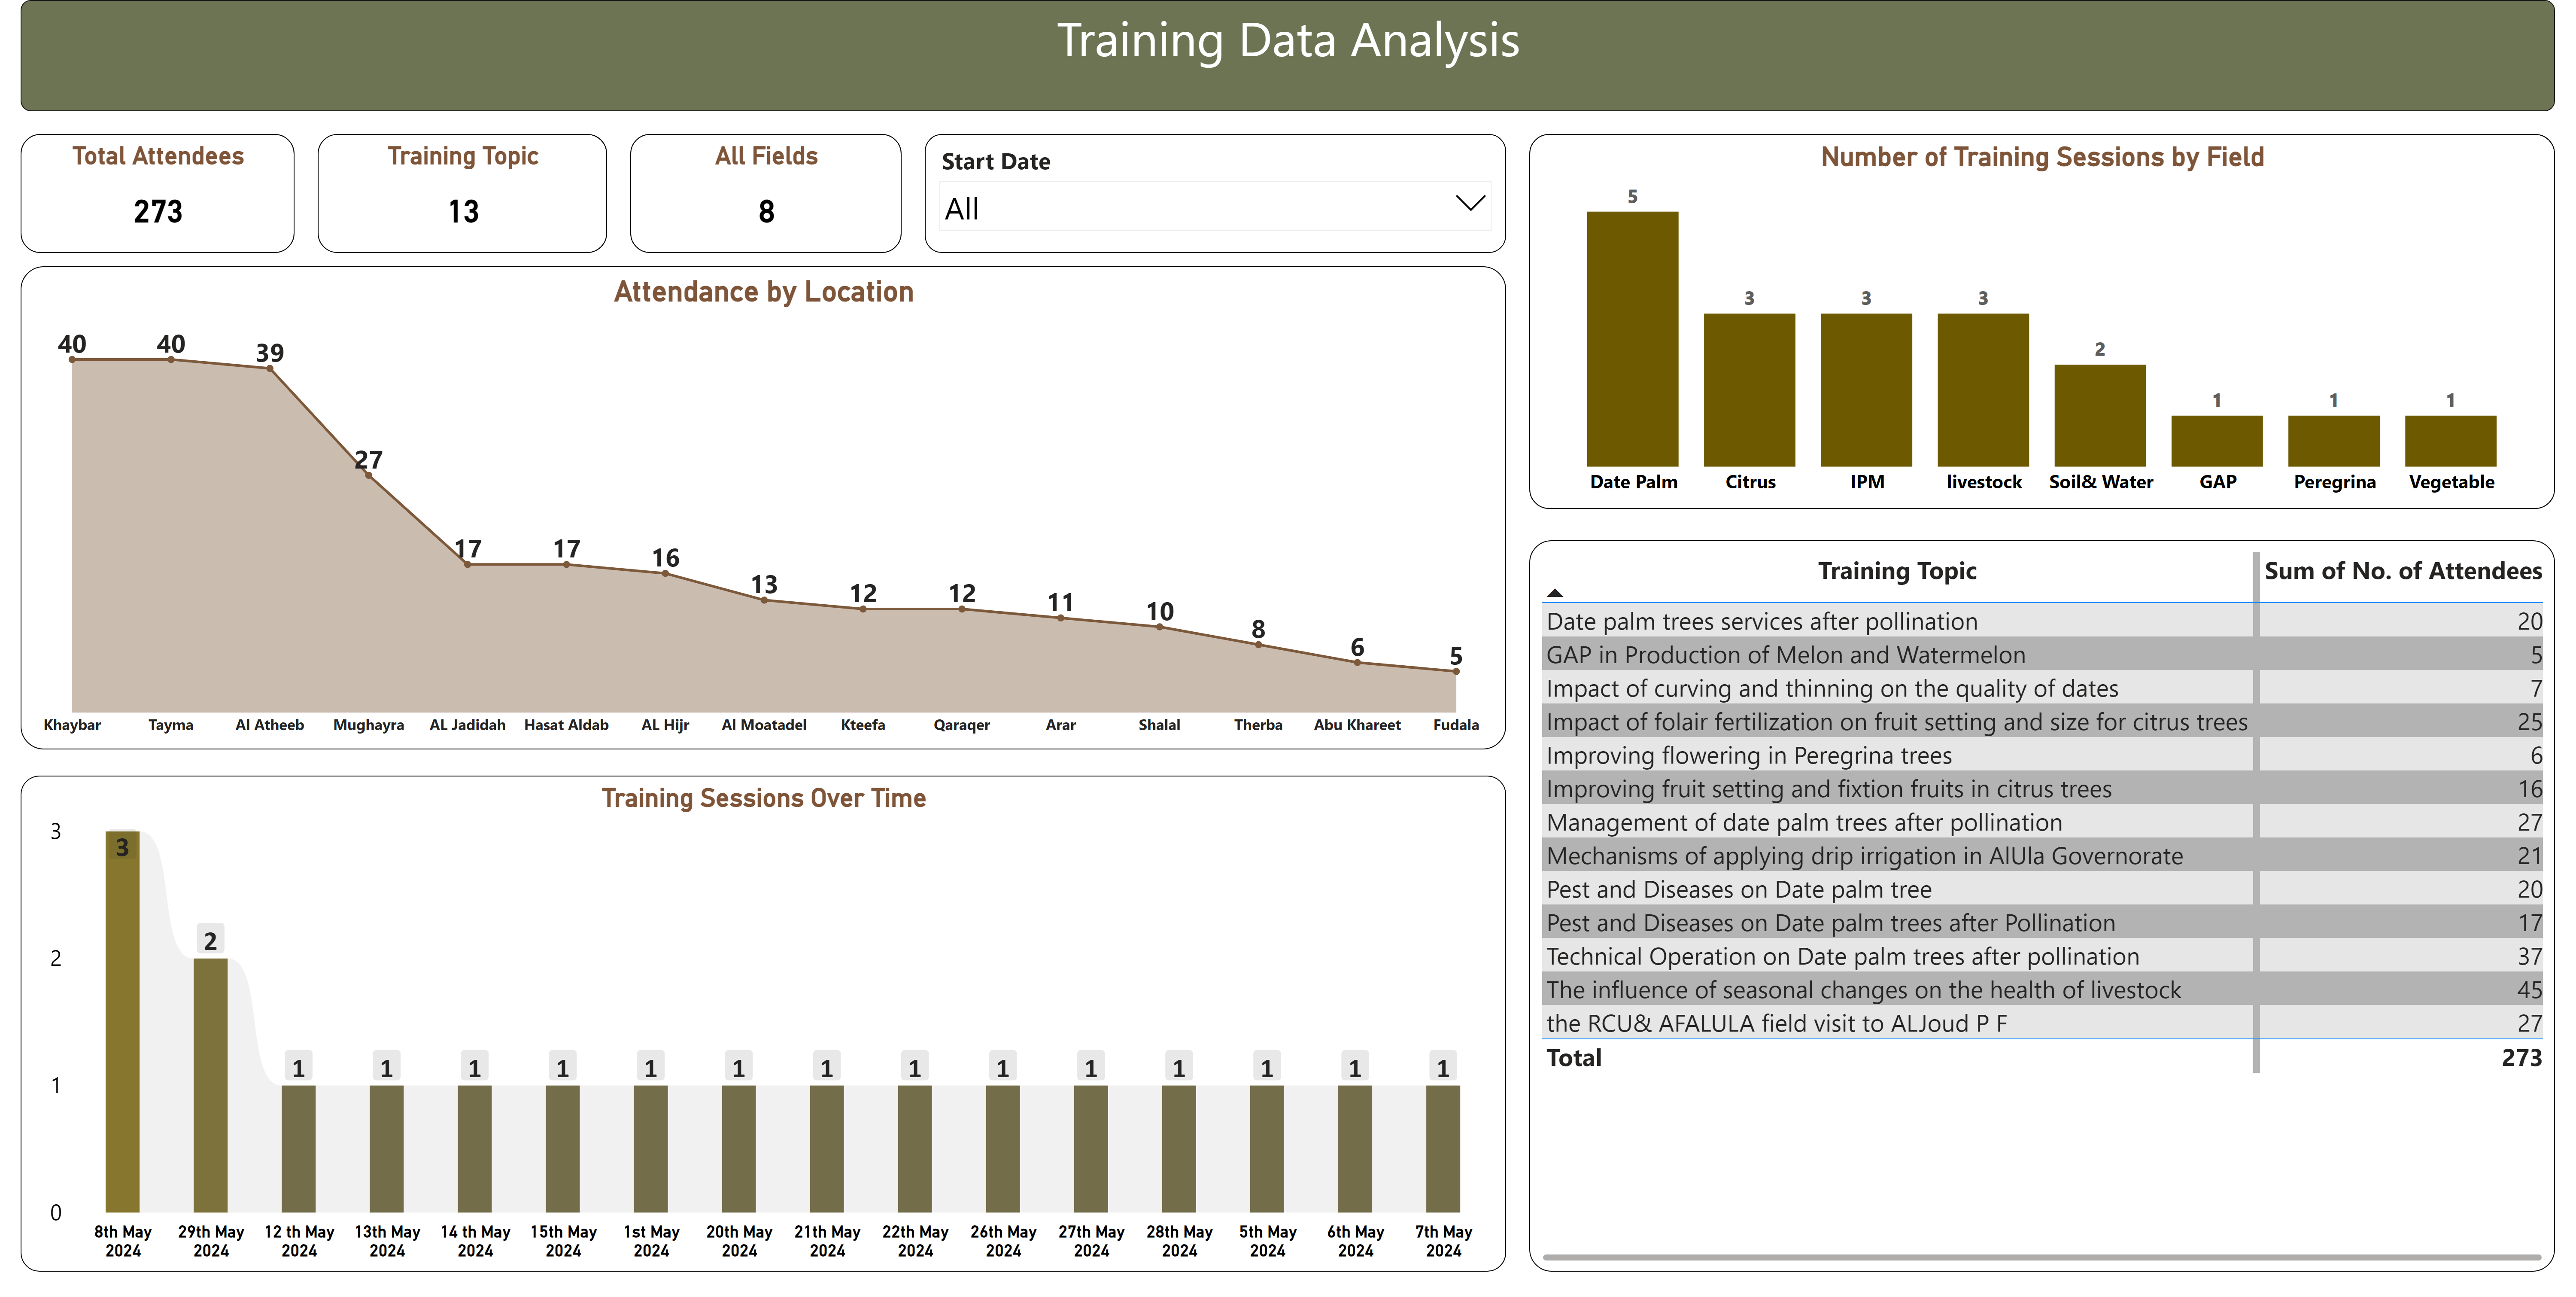 Training Data Analysis
Total Attendees
273
Training Topic
13
All Fields
8
Start Date
All
Attendance by Location
40 40 39 27 17 17 16 13 12 12 11 10 8 6 5
Khaybar Tayma Al Atheeb Mughayra AL Jadidah Hasat Aldab AL Hijr Al Moatadel Kteefa Qaraqer Arar Shalal Therba Abu Khareet Fudala
Training Sessions Over Time
3
2
1
0
3 2 1 1 1 1 1 1 1 1 1 1 1 1 1 1
8th May 29th May 12 th May 13th May 14 th May 15th May 1st May 20th May 21th May 22th May 26th May 27th May 28th May 5th May 6th May 7th May
2024 2024 2024 2024 2024 2024 2024 2024 2024 2024 2024 2024 2024 2024 2024 2024
Number of Training Sessions by Field
5 3 3 3 2 1 1 1
Date Palm Citrus IPM livestock Soil& Water GAP Peregrina Vegetable
Training Topic Sum of No. of Attendees
Date palm trees services after pollination 20
GAP in Production of Melon and Watermelon 5
Impact of curving and thinning on the quality of dates 7
Impact of folair fertilization on fruit setting and size for citrus trees 25
Improving flowering in Peregrina trees 6
Improving fruit setting and fixtion fruits in citrus trees 16
Management of date palm trees after pollination 27
Mechanisms of applying drip irrigation in AlUla Governorate 21
Pest and Diseases on Date palm tree 20
Pest and Diseases on Date palm trees after Pollination 17
Technical Operation on Date palm trees after pollination 37
The influence of seasonal changes on the health of livestock 45
the RCU& AFALULA field visit to ALJoud P F 27
Total 273